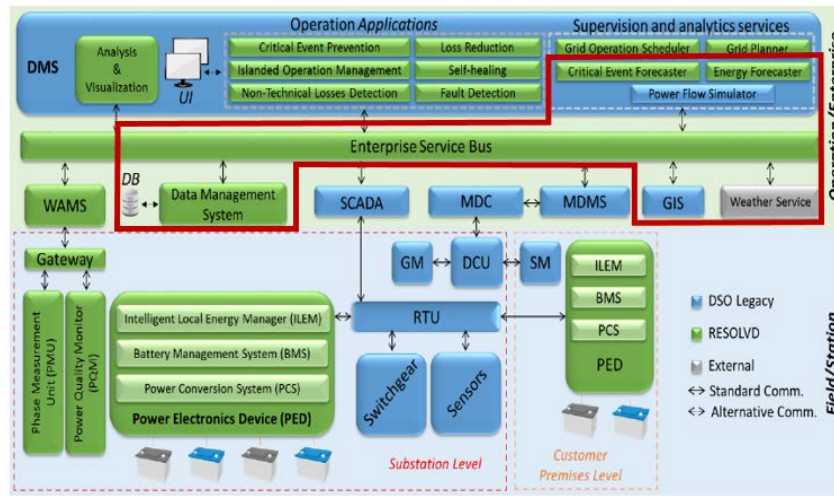 Operation Applications
Supervision and analytics services
DMS
Analysis
&
Visualization
UI
Critical Event Prevention
Loss Reduction
Islanded Operation Management
Self-healing
Non-Technical Losses Detection
Fault Detection
Grid Operation Scheduler
Grid Planner
Critical Event Forecaster
Energy Forecaster
Power Flow Simulator
Enterprise Service Bus
DB
WAMS
Data Management
System
SCADA
MDC
MDMS
GIS
Weather Service
Gateway
GM
DCU
SM
Phase Measurement
Unit (PMU)
Power Quality Monitor
(PQM)
Intelligent Local Energy Manager (ILEM)
Battery Management System (BMS)
Power Conversion System (PCS)
Power Electronics Device (PED)
RTU
Switchgear
Sensors
ILEM
BMS
PCS
PED
DSO Legacy
RESOLVD
External
Standard Comm.
Alternative Comm.
Substation Level
Customer
Premises Level
Field/Station